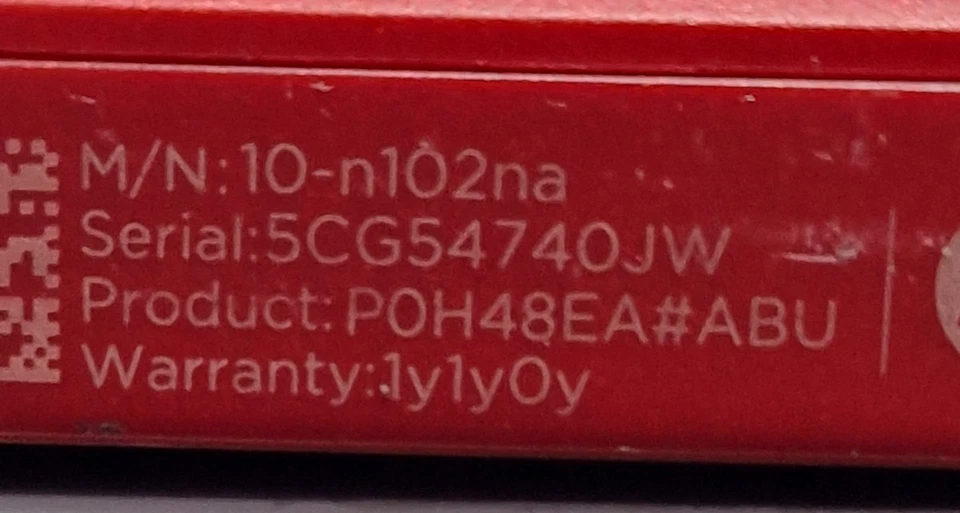 M/N: 10-n102na
Serial:5CG54740JW
Product: P0H48EA#ABU
Warranty:1y1y0y